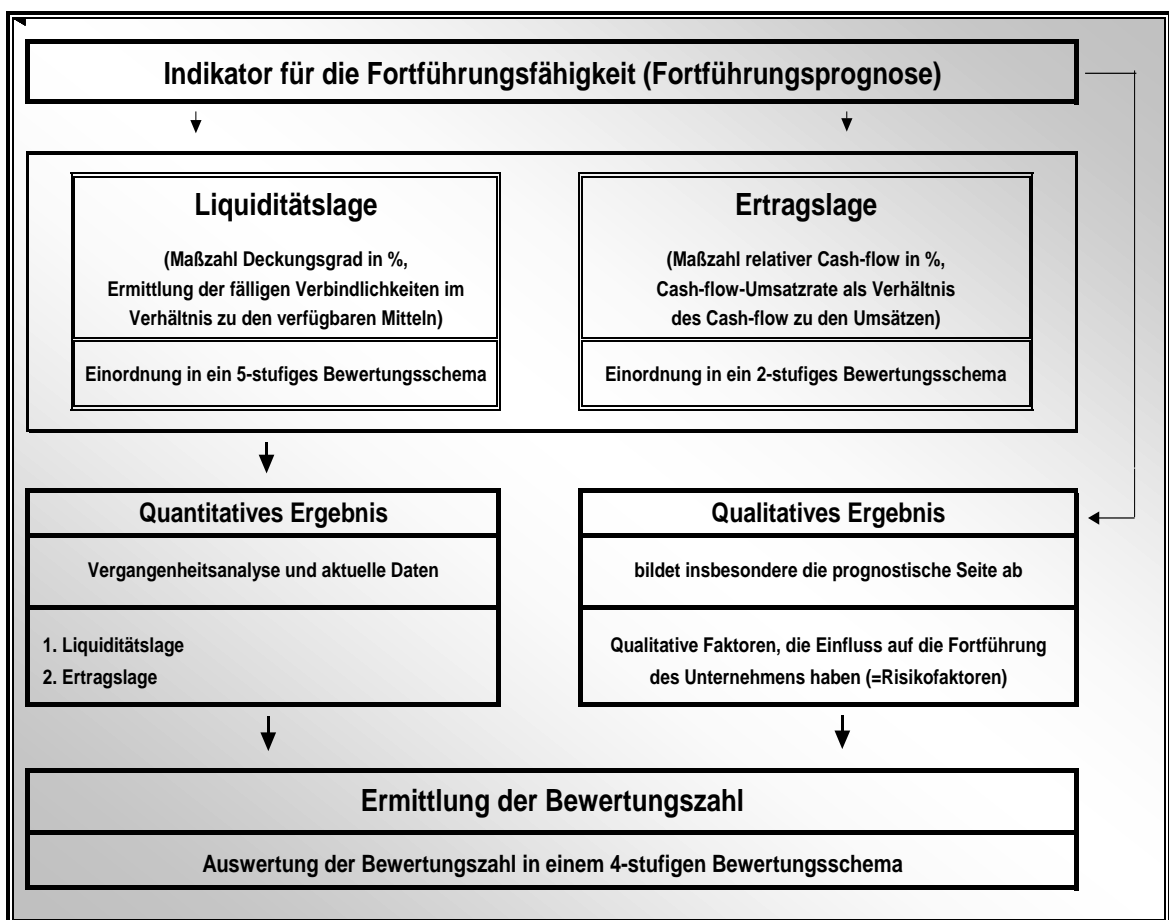 Indikator für die Fortführungsfähigkeit (Fortführungsprognose)
Liquiditätslage
(Maßzahl Deckungsgrad in %,
Ermittlung der fälligen Verbindlichkeiten im
Verhältnis zu den verfügbaren Mitteln)
Einordnung in ein 5-stufiges Bewertungsschema
Ertragslage
(Maßzahl relativer Cash-flow in %,
Cash-flow-Umsatzrate als Verhältnis
des Cash-flow zu den Umsätzen)
Einordnung in ein 2-stufiges Bewertungsschema
Quantitatives Ergebnis
Vergangenheitsanalyse und aktuelle Daten
1. Liquiditätslage
2. Ertragslage
Qualitatives Ergebnis
bildet insbesondere die prognostische Seite ab
Qualitative Faktoren, die Einfluss auf die Fortführung
des Unternehmens haben (=Risikofaktoren)
Ermittlung der Bewertungszahl
Auswertung der Bewertungszahl in einem 4-stufigen Bewertungsschema